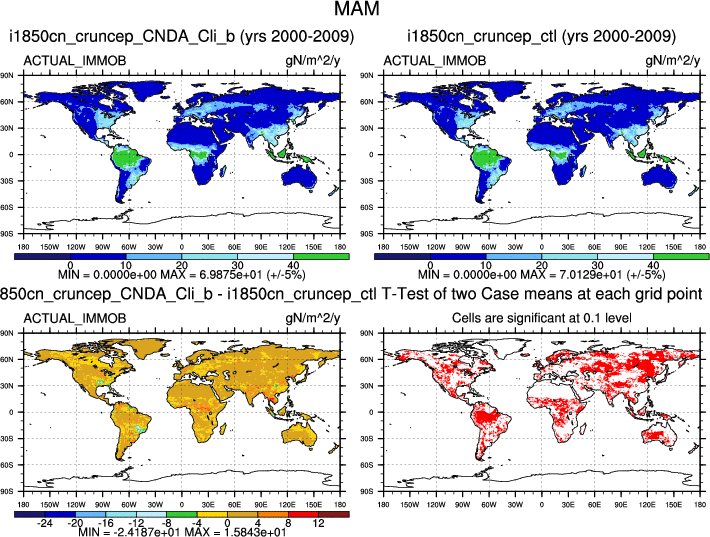 MAM
i1850cn_cruncep_CNDA_Cli_b (yrs 2000-2009)
i1850cn_cruncep_ctl (yrs 2000-2009)
ACTUAL_IMMOB gN/m^2/y
ACTUAL_IMMOB gN/m^2/y
90N
60N
30N
0
30S
60S
90S
180 150W 120W 90W 60W 30W 0 30E 60E 90E 120E 150E 180
90N
60N
30N
0
30S
60S
90S
180 150W 120W 90W 60W 30W 0 30E 60E 90E 120E 150E 180
0 10 20 30 40
MIN = 0.0000e+00 MAX = 6.9875e+01 (+/-5%)
0 10 20 30 40
MIN = 0.0000e+00 MAX = 7.0129e+01 (+/-5%)
850cn_cruncep_CNDA_Cli_b - i1850cn_cruncep_ctl T-Test of two Case means at each grid point
ACTUAL_IMMOB gN/m^2/y
Cells are significant at 0.1 level
90N
60N
30N
0
30S
60S
90S
180 150W 120W 90W 60W 30W 0 30E 60E 90E 120E 150E 180
90N
60N
30N
0
30S
60S
90S
180 150W 120W 90W 60W 30W 0 30E 60E 90E 120E 150E 180
-24 -20 -16 -12 -8 -4 0 4 8 12
MIN = -2.4187e+01 MAX = 1.5843e+01